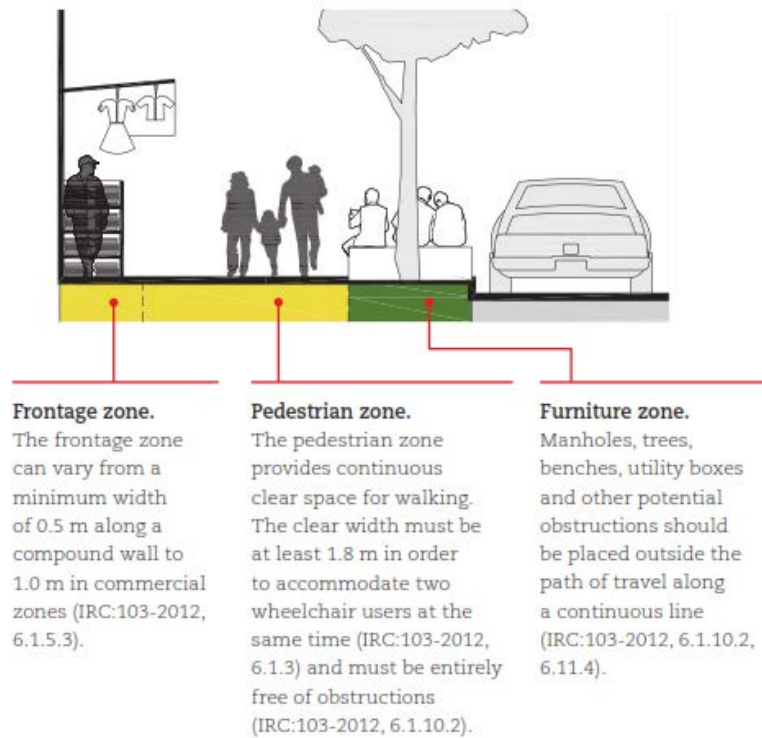 Frontage zone.
The frontage zone
can vary from a
minimum width
of 0.5 m along a
compound wall to
1.0 m in commercial
zones (IRC:103-2012,
6.1.5.3).
Pedestrian zone.
The pedestrian zone
provides continuous
clear space for walking.
The clear width must be
at least 1.8 m in order
to accommodate two
wheelchair users at the
same time (IRC:103-2012,
6.1.3) and must be entirely
free of obstructions
(IRC:103-2012, 6.1.10.2).
Furniture zone.
Manholes, trees,
benches, utility boxes
and other potential
obstructions should
be placed outside the
path of travel along
a continuous line
(IRC:103-2012, 6.1.10.2,
6.11.4).